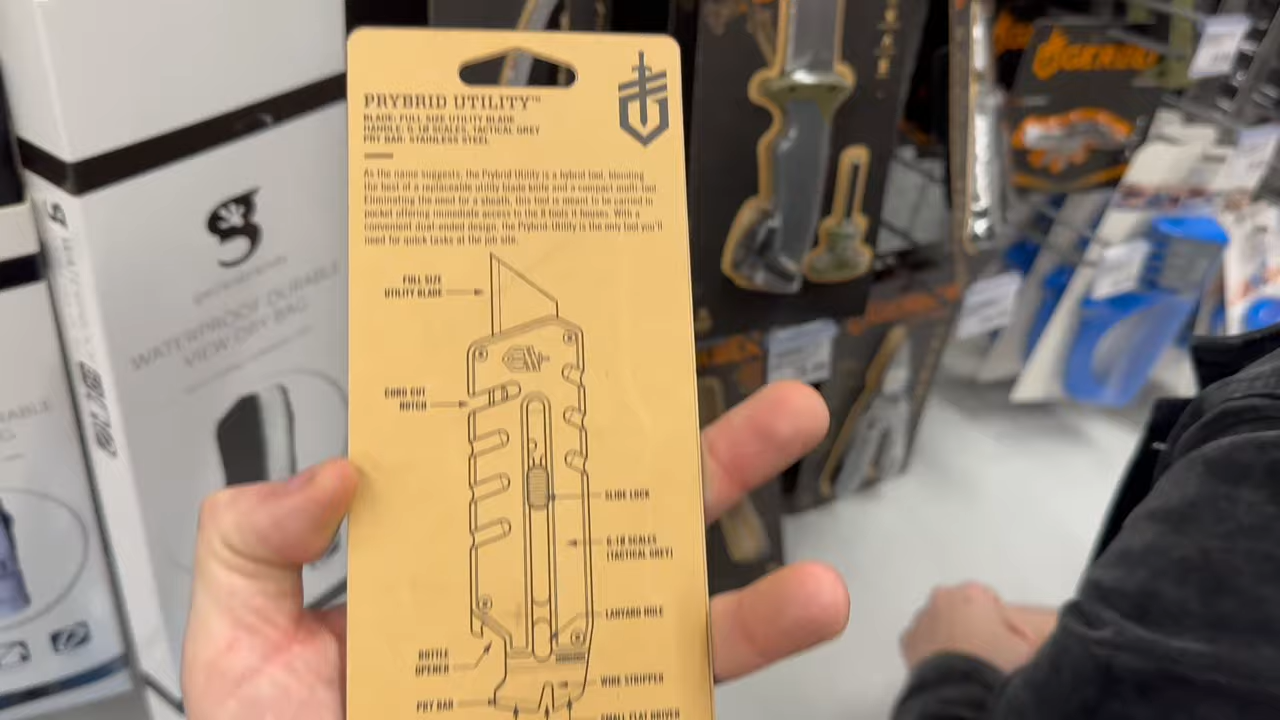 PRYBRID UTILITY™
BLADE: FULL SIZE UTILITY BLADE
HANDLE: G-10 SCALES, TACTICAL GREY
PRY BAR: STAINLESS STEEL
As the name suggests, the Prybrid Utility is a hybrid tool, blending
the best of a replaceable utility blade knife and a compact multi-tool.
Eliminating the need for a sheath, this tool is meant to be carried in
pocket offering immediate access to the 8 tools it houses. With a
convenient dual-ended design, the Prybrid-Utility is the only tool you'll
need for quick tasks at the job site.
FULL SIZE
UTILITY BLADE
CORD CUT
NOTCH
SLIDE LOCK
G-10 SCALES
(TACTICAL GREY)
LANYARD HOLE
BOTTLE
OPENER
WIRE STRIPPER
PRY BAR
SMALL FLAT DRIVER
WATERPROOF DURABLE
VIEW DRY BAG
GERBER